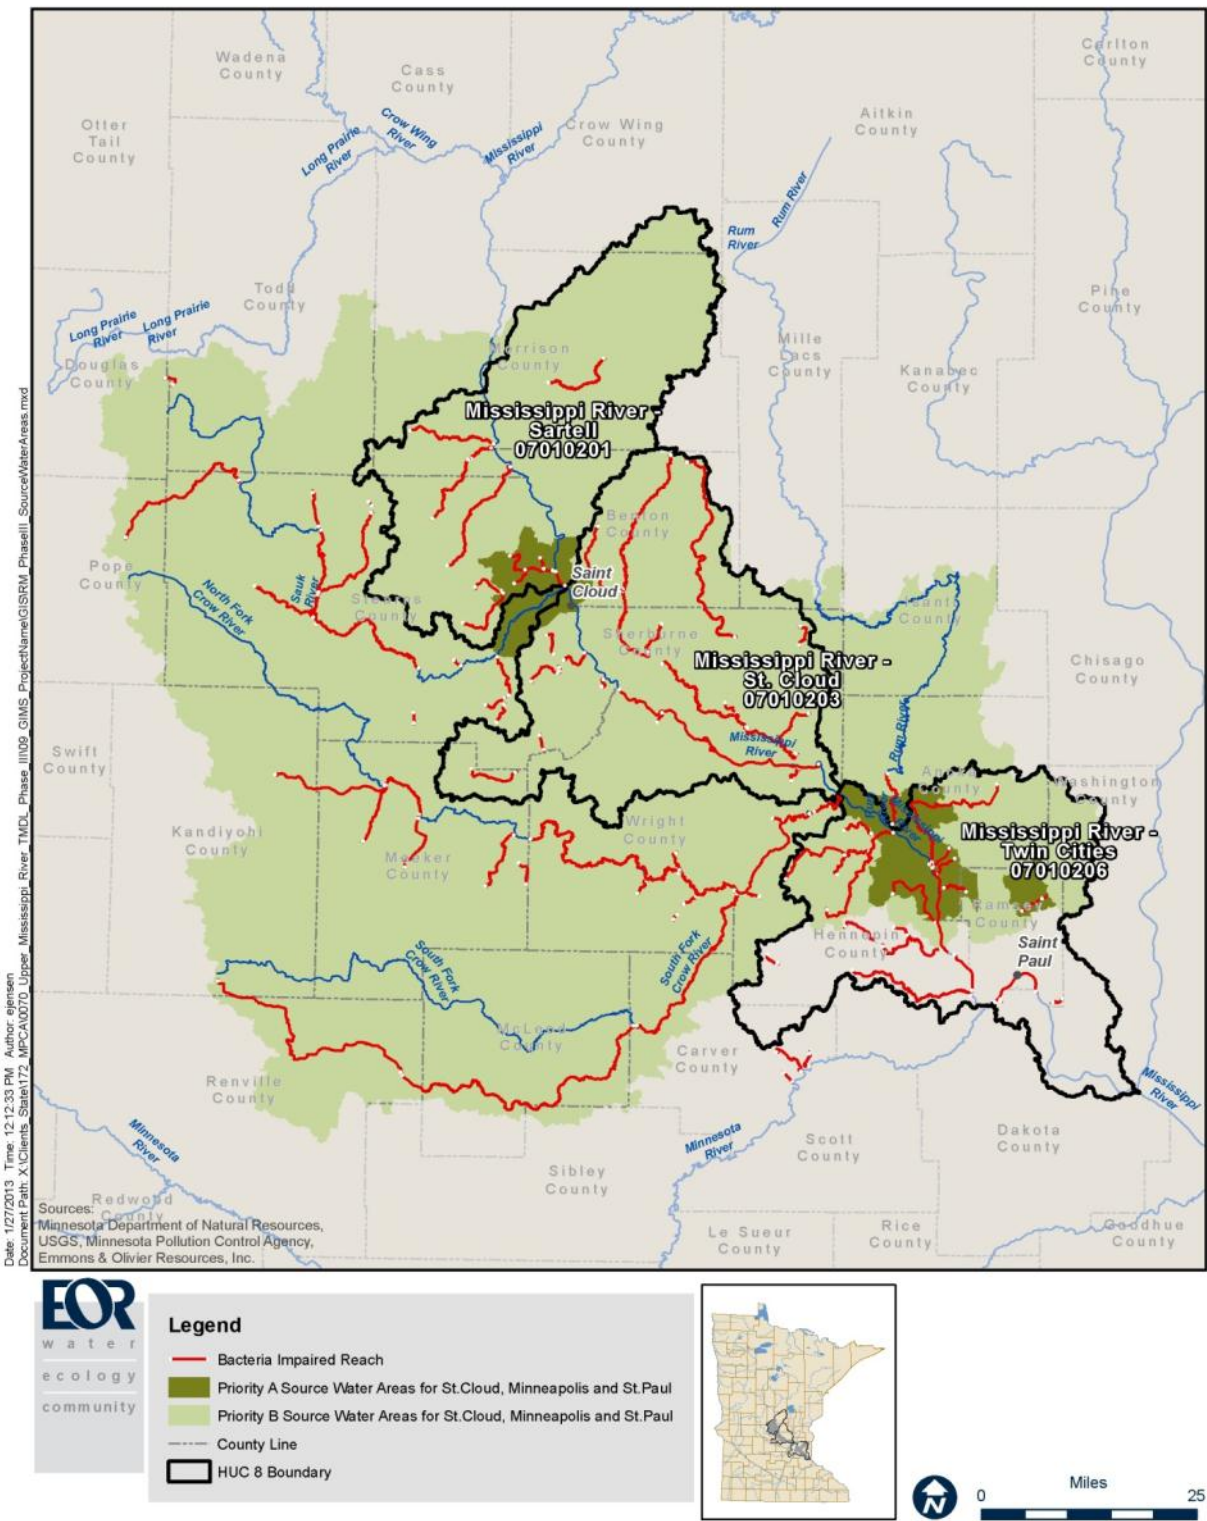 Wadena
County
Cass
County
Carlton
County
Otter
Tail
County
Crow Wing
River
Long Prairie
River
Mississippi
River
Crow Wing
County
Aitkin
County
Rum River
Rum
River
Todd
County
Long Prairie
River
Long Prairie
River
Pine
County
Douglas
County
Morrison
County
Mille
Lacs
County
Kanabec
County
Mississippi River -
Sartell
07010201
Benton
County
Pope
County
North Fork
Crow River
Sauk
River
Stearns
County
Saint
Cloud
Isanti
County
Sherburne
County
Mississippi River -
St. Cloud
07010203
Chisago
County
Rum River
Mississippi
River
Swift
County
Anoka
County
Washington
County
Kandiyohi
County
Meeker
County
Wright
County
Mississippi River -
Twin Cities
07010206
Ramsey
County
Hennepin
County
Saint
Paul
South Fork
Crow River
South Fork
Crow River
McLeod
County
Carver
County
Renville
County
Mississippi
River
Minnesota
River
Minnesota
River
Scott
County
Dakota
County
Sibley
County
Redwood
County
Le Sueur
County
Rice
County
Goodhue
County
Sources:
Minnesota Department of Natural Resources,
USGS, Minnesota Pollution Control Agency,
Emmons & Olivier Resources, Inc.
Date: 1/27/2013 Time: 12:12:33 PM Author: ejensen
Document Path: X:\Clients_State\172_MPCA\0070_Upper_Mississippi_River_TMDL_Phase_III\09_GIMS_ProjectName\GIS\RM_PhaseIII_SourceWaterAreas.mxd
EOR
water
ecology
community
Legend
Bacteria Impaired Reach
Priority A Source Water Areas for St.Cloud, Minneapolis and St.Paul
Priority B Source Water Areas for St.Cloud, Minneapolis and St.Paul
County Line
HUC 8 Boundary
N
Miles
0 25